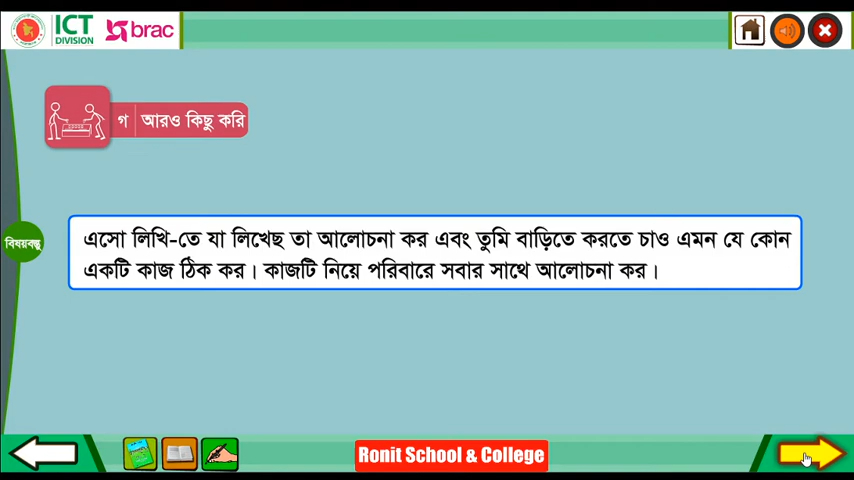 ICT
DIVISION
brac
গ আরও কিছু করি
বিষয়বস্তু
এসো লিখি-তে যা লিখেছ তা আলোচনা কর এবং তুমি বাড়িতে করতে চাও এমন যে কোন
একটি কাজ ঠিক কর। কাজটি নিয়ে পরিবারে সবার সাথে আলোচনা কর।
Ronit School & College